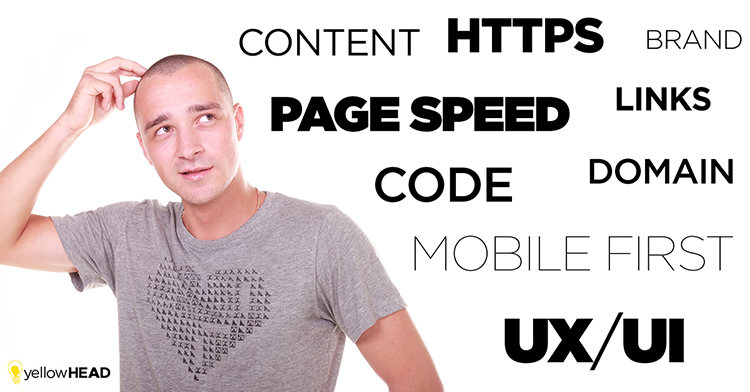 CONTENT HTTPS BRAND
PAGE SPEED LINKS
CODE DOMAIN
MOBILE FIRST
UX/UI
yellowHEAD